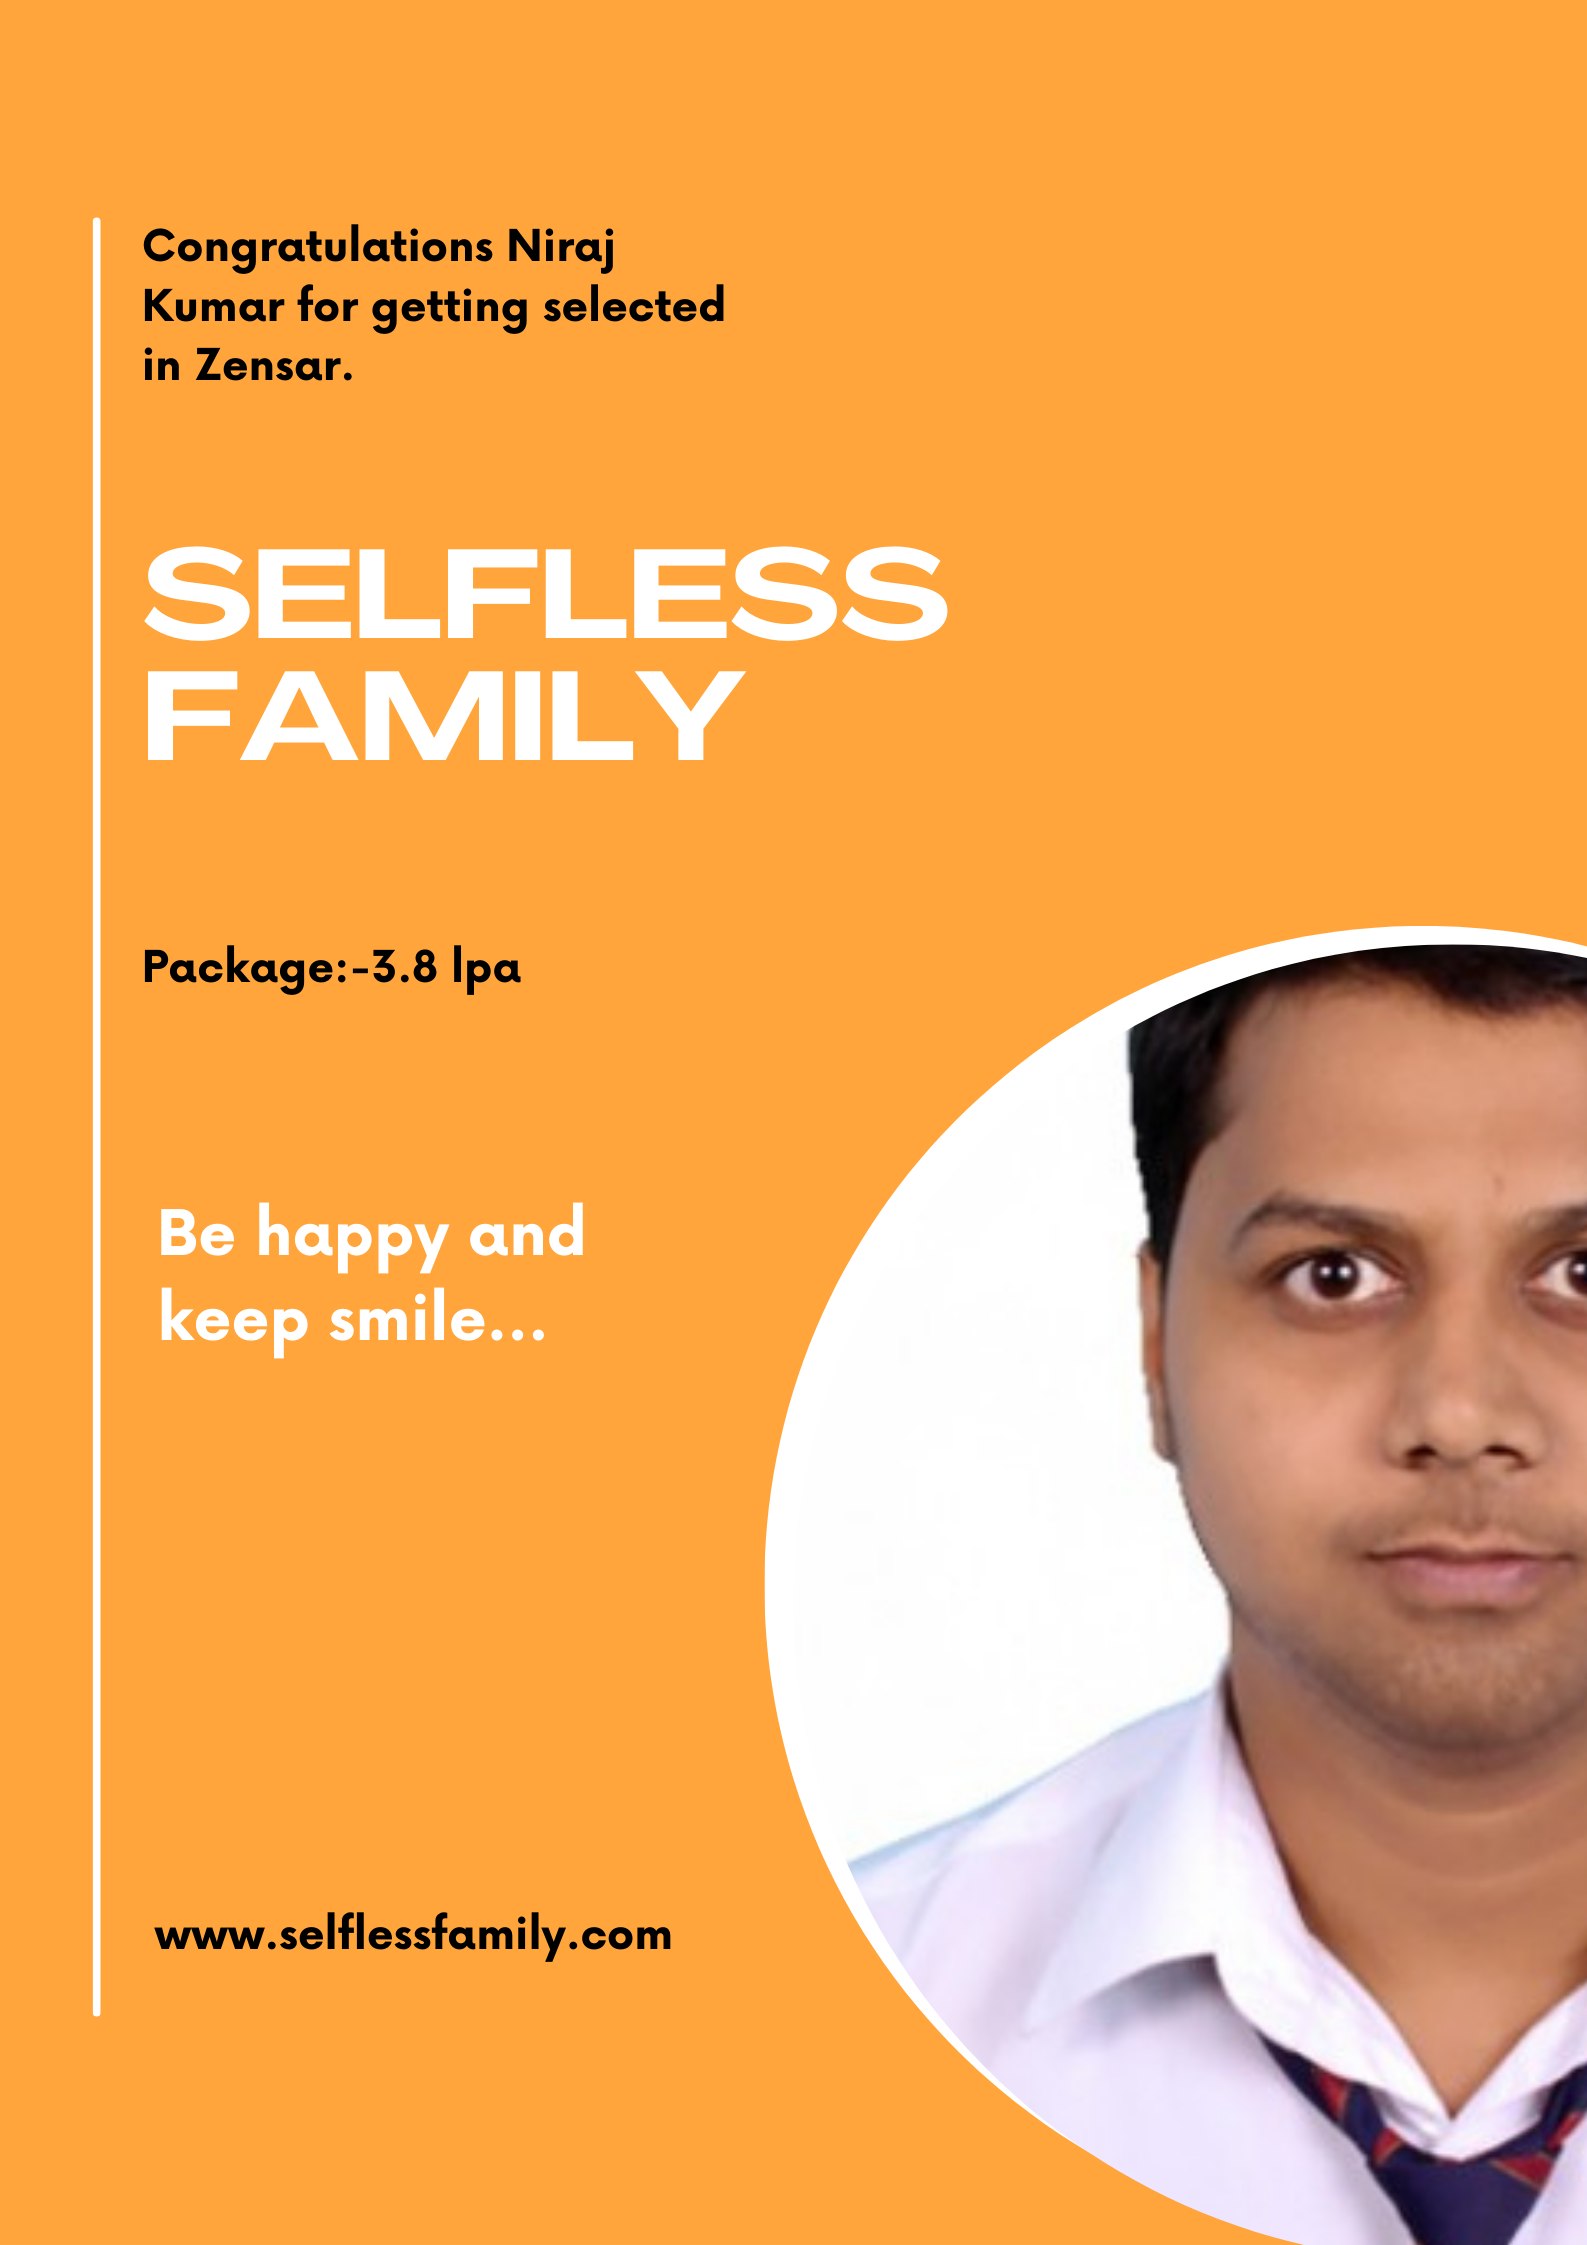 Congratulations Niraj
Kumar for getting selected
in Zensar.
SELFLESS
FAMILY
Package:-3.8 lpa
Be happy and
keep smile...
www.selflessfamily.com